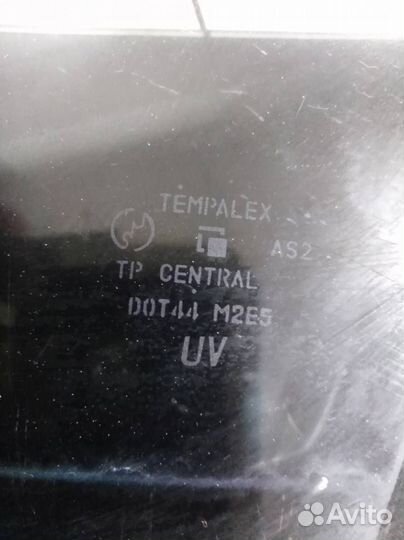 TEMPALEX
AS2
TP CENTRAL
DOT44 M2E5
UV
Avito